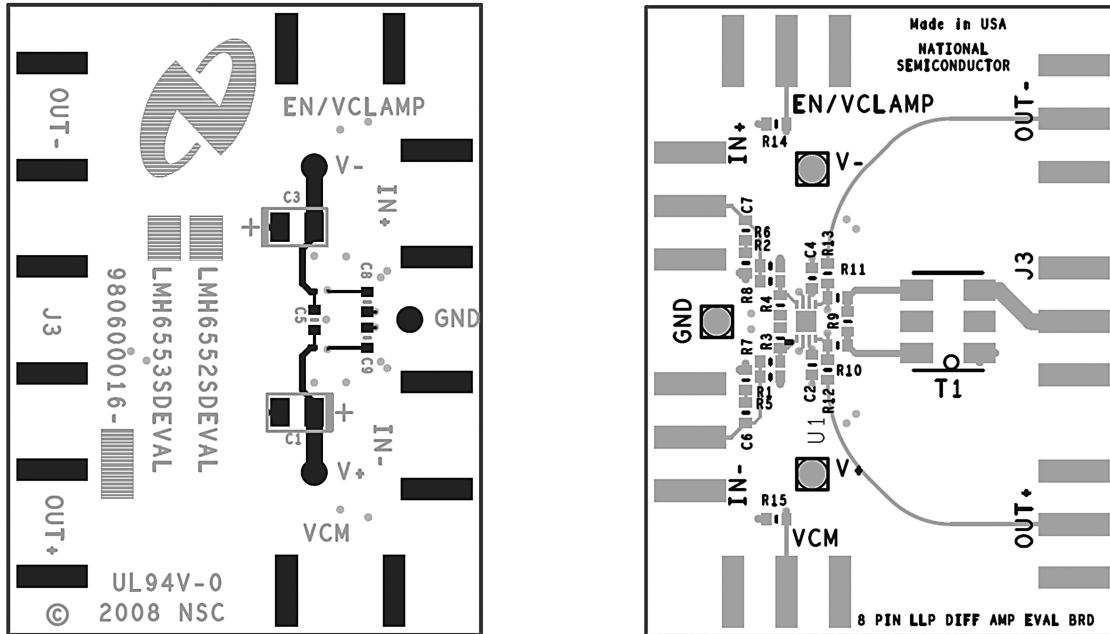 OUT-
EN/VCLAMP
V-
C3
IN+
C8
C5
GND
J3
980600016-
LMH6553SDEVAL
LMH6552SDEVAL
C9
C1
IN-
V+
OUT+
VCM
UL94V-0
© 2008 NSC
Made in USA
NATIONAL
SEMICONDUCTOR
EN/VCLAMP
OUT-
R14
IN+
V-
C7
R6
R2
C4
R13
R11
J3
R8
R4
GND
R9
R3
R7
R10
T1
R1
R5
C2
R12
C6
U1
V+
IN-
R15
OUT+
VCM
8 PIN LLP DIFF AMP EVAL BRD